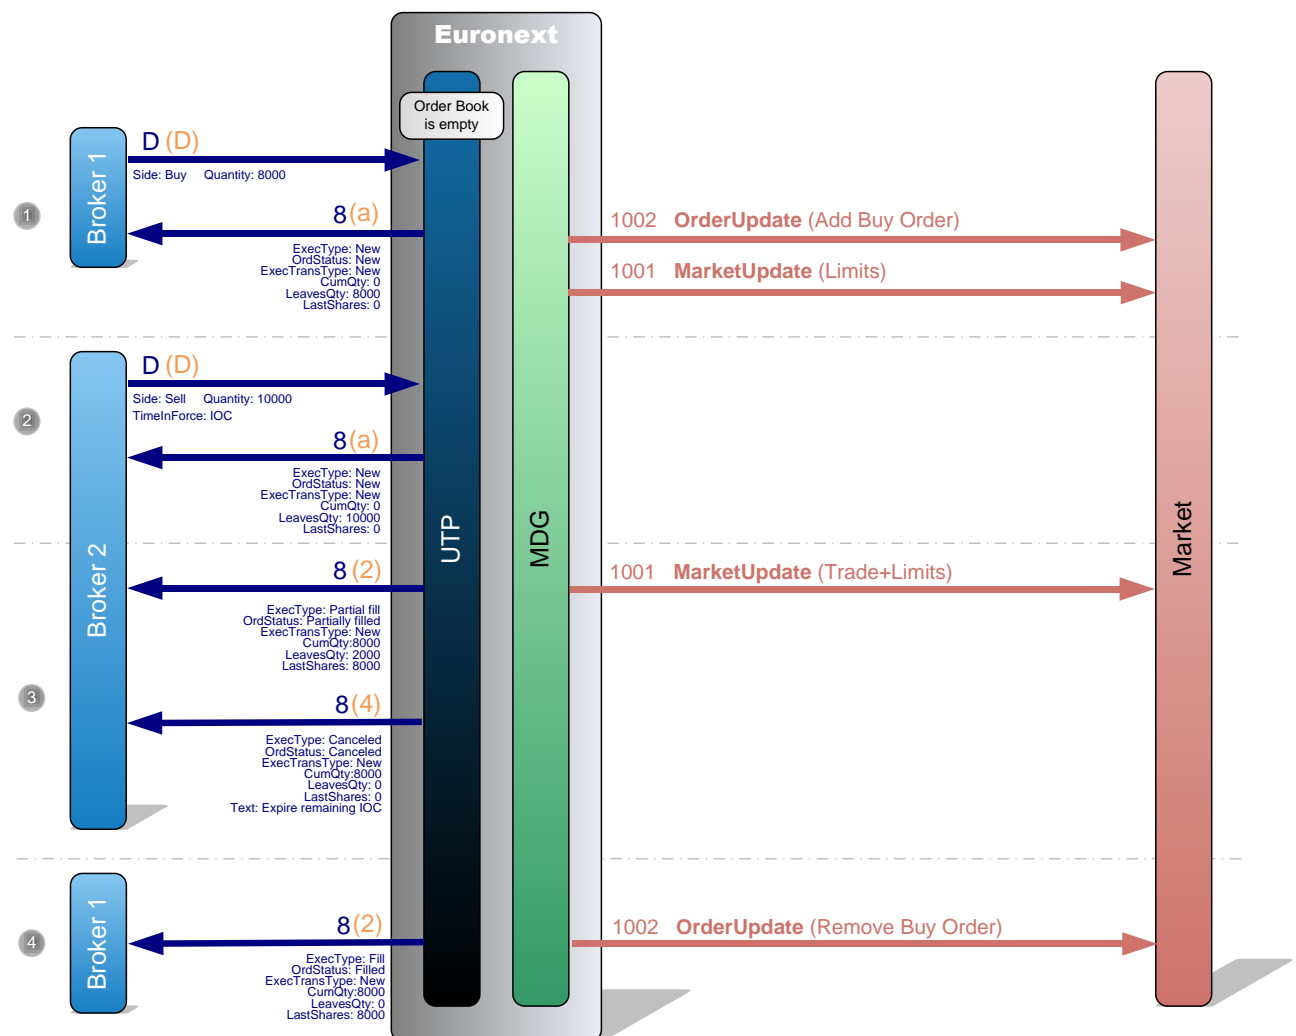 Euronext
Order Book
is empty
Broker 1
1
D (D)
Side: Buy Quantity: 8000
8 (a)
ExecType: New
OrdStatus: New
ExecTransType: New
CumQty: 0
LeavesQty: 8000
LastShares: 0
1002 OrderUpdate (Add Buy Order)
1001 MarketUpdate (Limits)
2
Broker 2
D (D)
Side: Sell Quantity: 10000
TimeInForce: IOC
8 (a)
ExecType: New
OrdStatus: New
ExecTransType: New
CumQty: 0
LeavesQty: 10000
LastShares: 0
UTP
MDG
Market
3
8 (2)
ExecType: Partial fill
OrdStatus: Partially filled
ExecTransType: New
CumQty:8000
LeavesQty: 2000
LastShares: 8000
1001 MarketUpdate (Trade+Limits)
8 (4)
ExecType: Canceled
OrdStatus: Canceled
ExecTransType: New
CumQty:8000
LeavesQty: 0
LastShares: 0
Text: Expire remaining IOC
4
Broker 1
8 (2)
ExecType: Fill
OrdStatus: Filled
ExecTransType: New
CumQty:8000
LeavesQty: 0
LastShares: 8000
1002 OrderUpdate (Remove Buy Order)